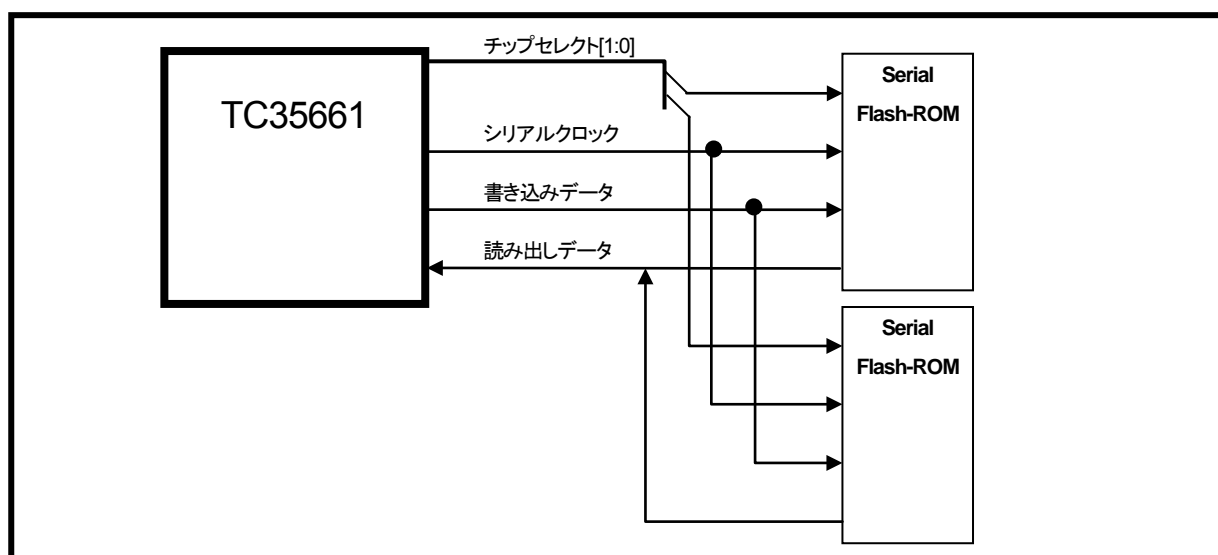 チップセレクト[1:0]
TC35661
シリアルクロック
書き込みデータ
読み出しデータ
Serial
Flash-ROM
Serial
Flash-ROM